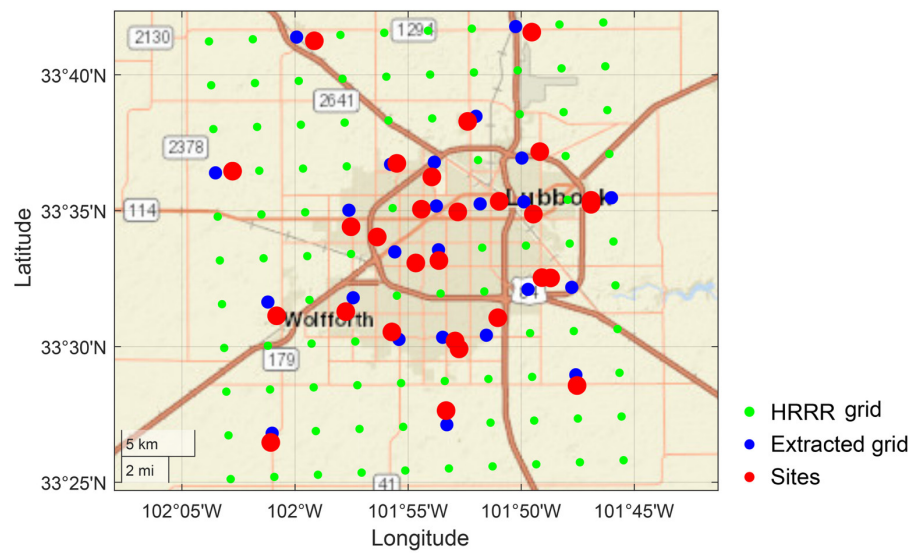 2130
1294
33°40'N
2641
2378
33°35'N
114
Lubbock
Latitude
Wolfforth
33°30'N
179
HRRR grid
5 km
Extracted grid
2 mi
Sites
33°25'N
41
102°05'W
102°W
101°55'W
101°50'W
101°45'W
Longitude